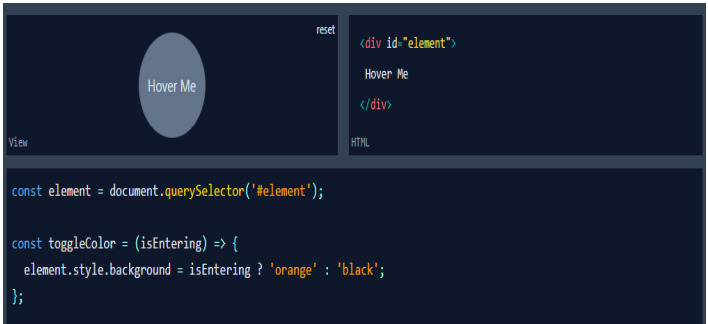 reset
Hover Me
View
<div id="element">
Hover Me
</div>
HTML
const element = document.querySelector('#element');
const toggleColor = (isEntering) => {
  element.style.background = isEntering ? 'orange' : 'black';
};